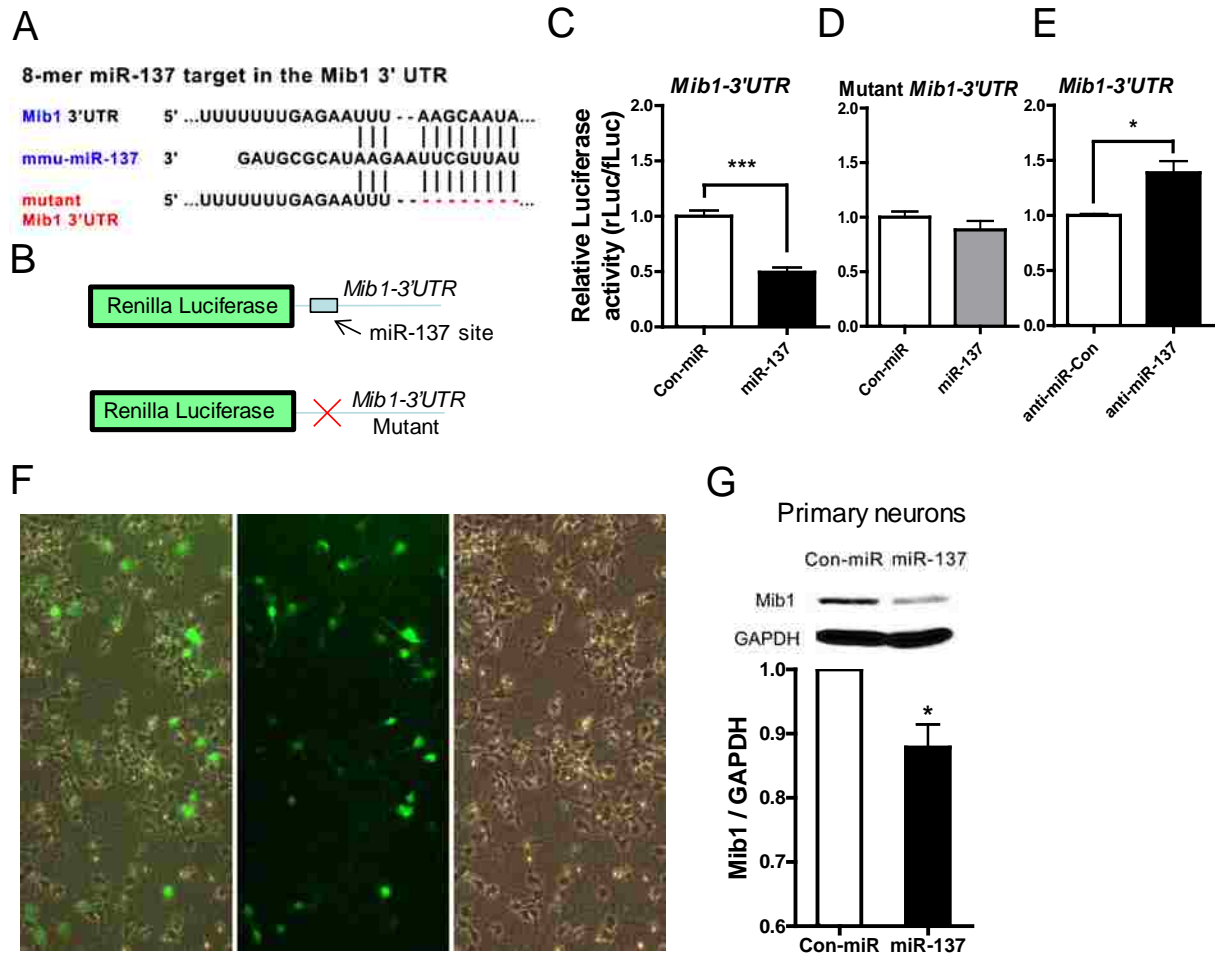 A
8-mer miR-137 target in the Mib1 3' UTR
Mib1 3'UTR 5' ...UUUUUUUGAGAAUUU--AAGCAAUA...
mmu-miR-137 3' GAUGCGCAUAAGAAUUCGUUAU
mutant Mib1 3'UTR 5' ...UUUUUUUGAGAAUUU----------...
B
Renilla Luciferase
Mib1-3'UTR
miR-137 site
Renilla Luciferase
Mib1-3'UTR
Mutant
C
Mib1-3'UTR
Relative Luciferase
activity (rLuc/fLuc)
2.0
1.5
1.0
0.5
0.0
***
Con-miR
miR-137
D
Mutant Mib1-3'UTR
2.0
1.5
1.0
0.5
0.0
Con-miR
miR-137
E
Mib1-3'UTR
2.0
1.5
1.0
0.5
0.0
*
anti-miR-Con
anti-miR-137
F
G
Primary neurons
Con-miR miR-137
Mib1
GAPDH
Mib1 / GAPDH
1.0
0.9
0.8
0.7
0.6
*
Con-miR miR-137